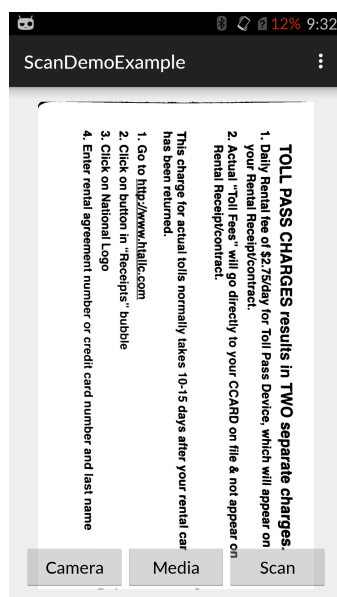 12% 9:32
ScanDemoExample
TOLL PASS CHARGES results in TWO separate charges.
1. Daily Rental fee of $2.75/day for Toll Pass Device, which will appear on
your Rental Receipt/contract.
2. Actual “Toll Fees” will go directly to your CCARD on file & not appear on
Rental Receipt/contract.
This charge for actual tolls normally takes 10-15 days after your rental car
has been returned.
1. Go to http://www.htallc.com
2. Click on button in “Receipts” bubble
3. Click on National Logo
4. Enter rental agreement number or credit card number and last name
Camera
Media
Scan